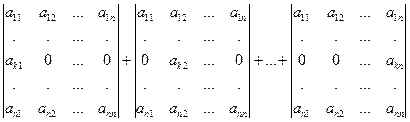 | a₁₁ a₁₂ ... a₁ₙ | | a₁₁ a₁₂ ... a₁ₙ | | a₁₁ a₁₂ ... a₁ₙ |
| . . ... . | | . . ... . | | . . ... . |
| aₖ₁ 0 ... 0 | + | 0 aₖ₂ ... 0 | + ... + | 0 0 ... aₖₙ |
| . . ... . | | . . ... . | | . . ... . |
| aₙ₁ aₙ₂ ... aₙₙ | | aₙ₁ aₙ₂ ... aₙₙ | | aₙ₁ aₙ₂ ... aₙₙ |